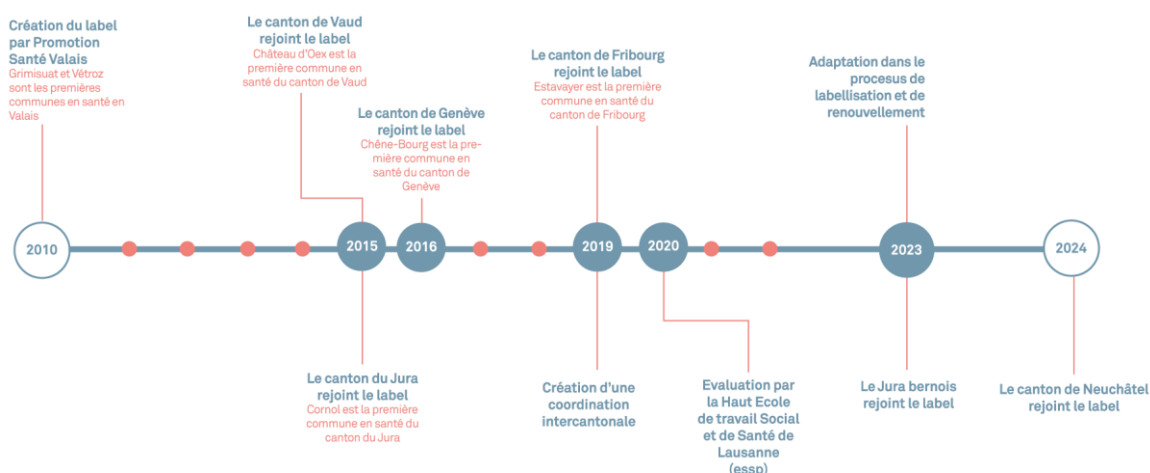 Création du label
par Promotion
Santé Valais
Grimisuat et Vétroz
sont les premières
communes en santé en
Valais
Le canton de Vaud
rejoint le label
Château d'Oex est la
première commune en
santé du canton de Vaud
Le canton de Genève
rejoint le label
Chêne-Bourg est la pre-
mière commune en
santé du canton de
Genève
Le canton de Fribourg
rejoint le label
Estavayer est la première
commune en santé du
canton de Fribourg
Adaptation dans le
procesus de
labellisation et de
renouvellement
2010
2015
2016
2019
2020
2023
2024
Le canton du Jura
rejoint le label
Cornol est la première
commune en santé du
canton du Jura
Création d'une
coordination
intercantonale
Evaluation par
la Haut Ecole
de travail Social
et de Santé de
Lausanne
(essp)
Le Jura bernois
rejoint le label
Le canton de Neuchâtel
rejoint le label